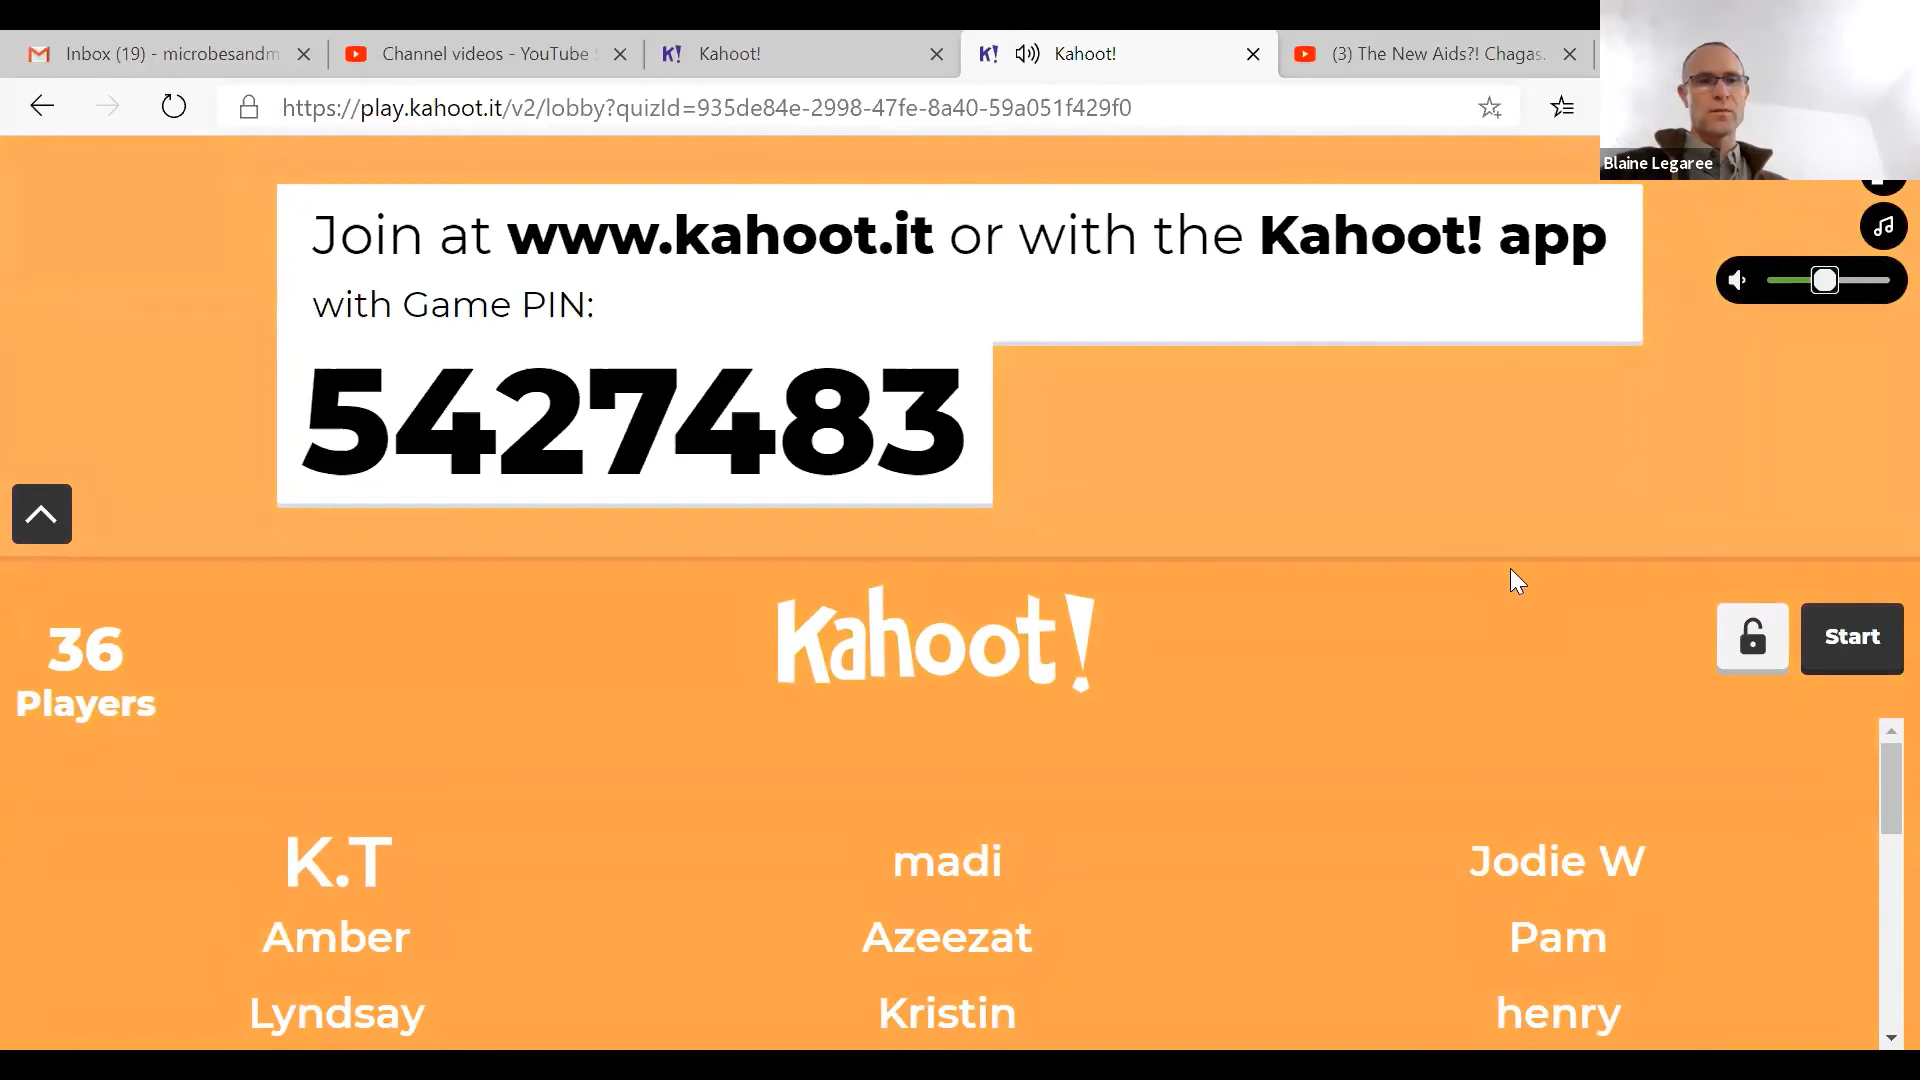 Inbox (19) - microbesandm
Channel videos - YouTube
Kahoot!
Kahoot!
(3) The New Aids?! Chagas.
https://play.kahoot.it/v2/lobby?quizId=935de84e-2998-47fe-8a40-59a051f429f0
Blaine Legaree
Join at www.kahoot.it or with the Kahoot! app
with Game PIN:
5427483
36
Players
Kahoot!
Start
K.T
madi
Jodie W
Amber
Azeezat
Pam
Lyndsay
Kristin
henry